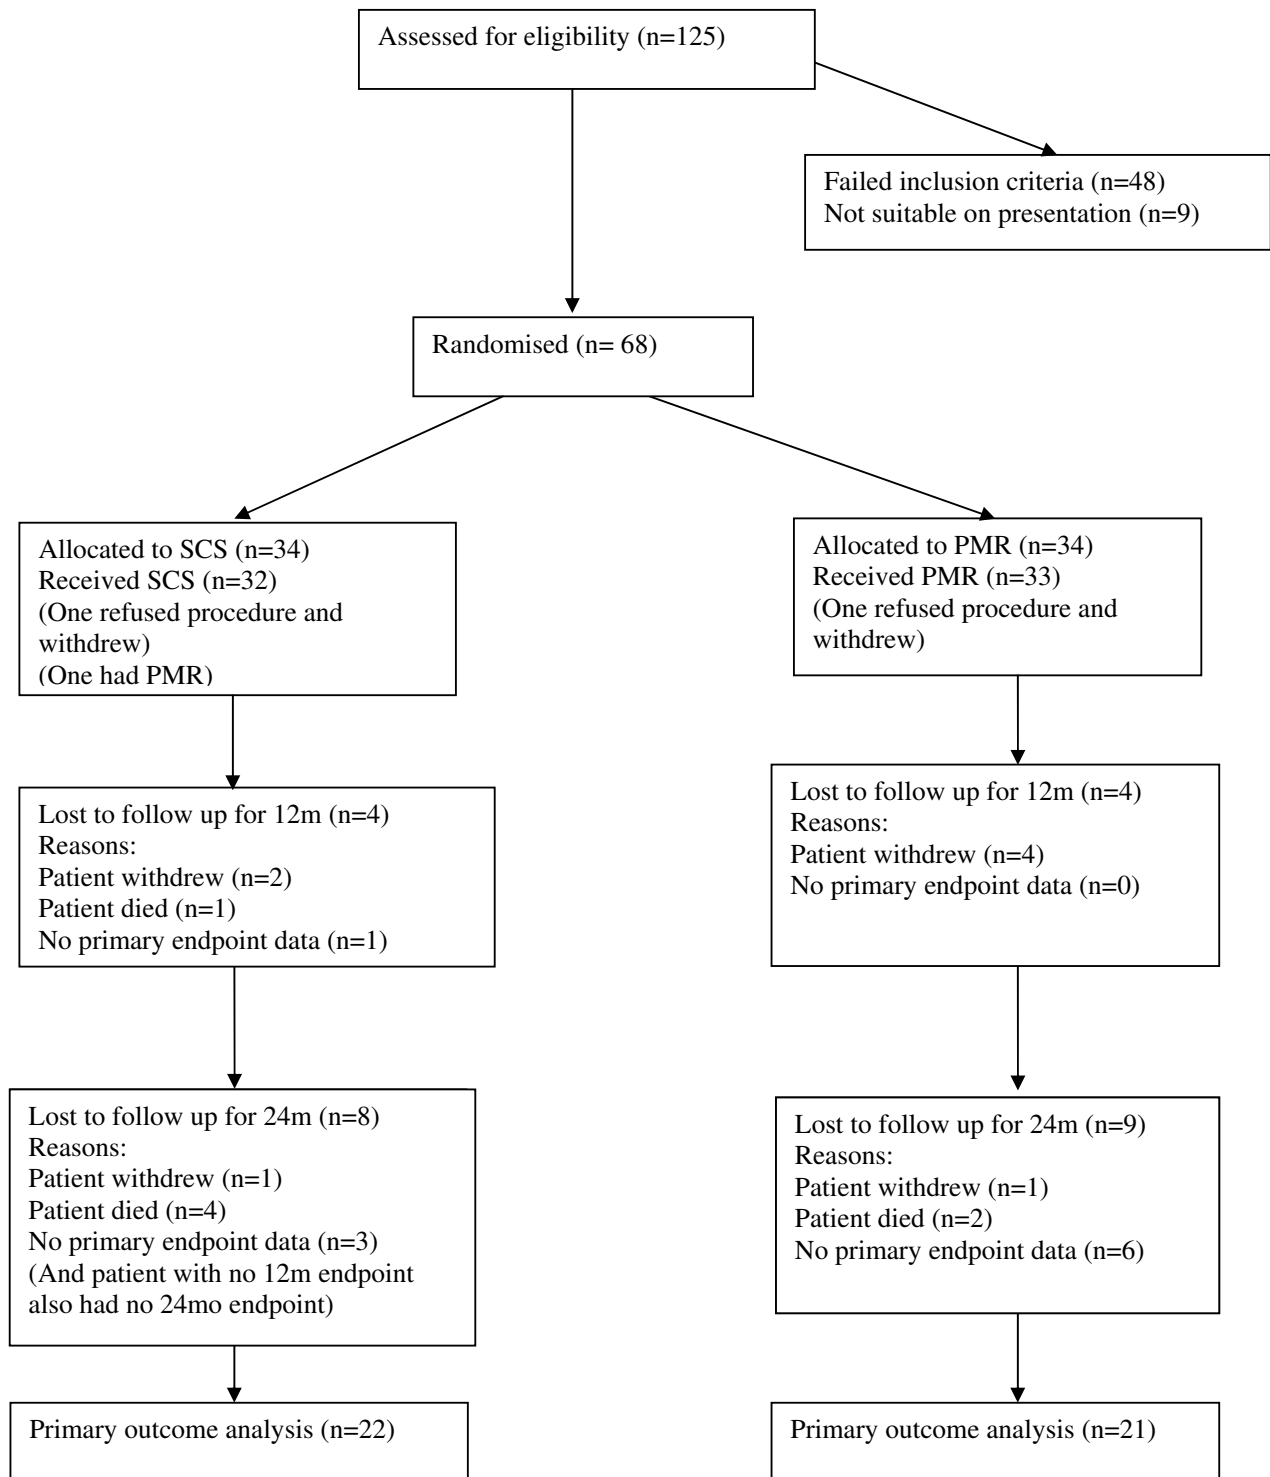 Assessed for eligibility (n=125)
Failed inclusion criteria (n=48)
Not suitable on presentation (n=9)
Randomised (n= 68)
Allocated to SCS (n=34)
Received SCS (n=32)
(One refused procedure and
withdrew)
(One had PMR)
Allocated to PMR (n=34)
Received PMR (n=33)
(One refused procedure and
withdrew)
Lost to follow up for 12m (n=4)
Reasons:
Patient withdrew (n=2)
Patient died (n=1)
No primary endpoint data (n=1)
Lost to follow up for 12m (n=4)
Reasons:
Patient withdrew (n=4)
No primary endpoint data (n=0)
Lost to follow up for 24m (n=8)
Reasons:
Patient withdrew (n=1)
Patient died (n=4)
No primary endpoint data (n=3)
(And patient with no 12m endpoint
also had no 24mo endpoint)
Lost to follow up for 24m (n=9)
Reasons:
Patient withdrew (n=1)
Patient died (n=2)
No primary endpoint data (n=6)
Primary outcome analysis (n=22)
Primary outcome analysis (n=21)